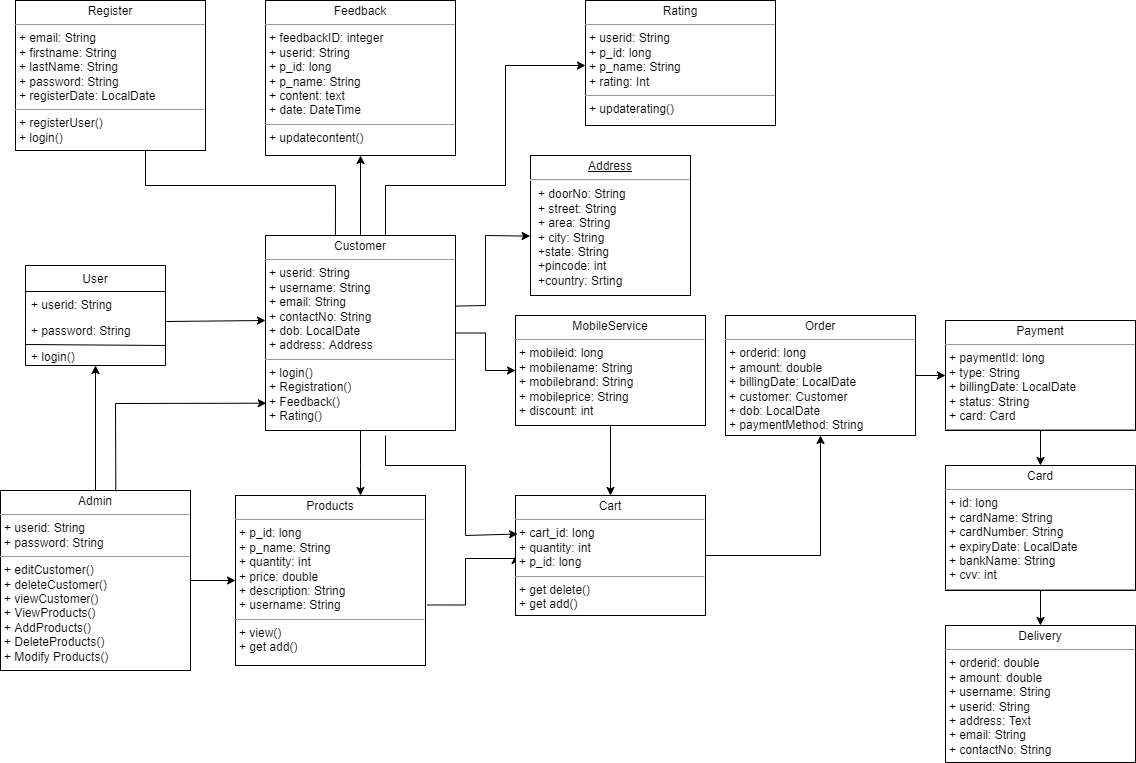 Register
+ email: String
+ firstname: String
+ lastName: String
+ password: String
+ registerDate: LocalDate
+ registerUser()
+ login()
Feedback
+ feedbackID: integer
+ userid: String
+ p_id: long
+ p_name: String
+ content: text
+ date: DateTime
+ updatecontent()
Rating
+ userid: String
+ p_id: long
+ p_name: String
+ rating: Int
+ updaterating()
Address
+ doorNo: String
+ street: String
+ area: String
+ city: String
+state: String
+pincode: int
+country: Srting
User
+ userid: String
+ password: String
+ login()
Customer
+ userid: String
+ username: String
+ email: String
+ contactNo: String
+ dob: LocalDate
+ address: Address
+ login()
+ Registration()
+ Feedback()
+ Rating()
MobileService
+ mobileid: long
+ mobilename: String
+ mobilebrand: String
+ mobileprice: String
+ discount: int
Order
+ orderid: long
+ amount: double
+ billingDate: LocalDate
+ customer: Customer
+ dob: LocalDate
+ paymentMethod: String
Payment
+ paymentId: long
+ type: String
+ billingDate: LocalDate
+ status: String
+ card: Card
Admin
+ userid: String
+ password: String
+ editCustomer()
+ deleteCustomer()
+ viewCustomer()
+ ViewProducts()
+ AddProducts()
+ DeleteProducts()
+ Modify Products()
Products
+ p_id: long
+ p_name: String
+ quantity: int
+ price: double
+ description: String
+ username: String
+ view()
+ get add()
Cart
+ cart_id: long
+ quantity: int
+ p_id: long
+ get delete()
+ get add()
Card
+ id: long
+ cardName: String
+ cardNumber: String
+ expiryDate: LocalDate
+ bankName: String
+ cvv: int
Delivery
+ orderid: double
+ amount: double
+ username: String
+ userid: String
+ address: Text
+ email: String
+ contactNo: String